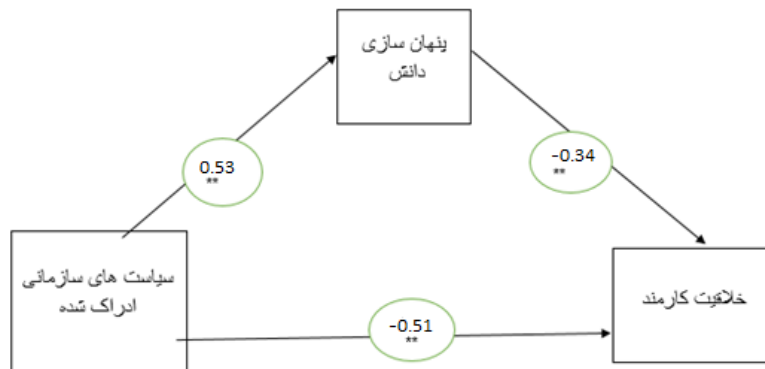 پنهان سازی
دانش
0.53
**
-0.34
**
سیاست های سازمانی
ادراک شده
خلاقیت کارمند
-0.51
**